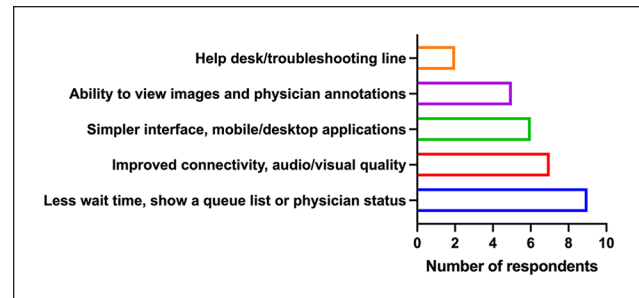 Help desk/troubleshooting line
Ability to view images and physician annotations
Simpler interface, mobile/desktop applications
Improved connectivity, audio/visual quality
Less wait time, show a queue list or physician status
0 2 4 6 8 10
Number of respondents